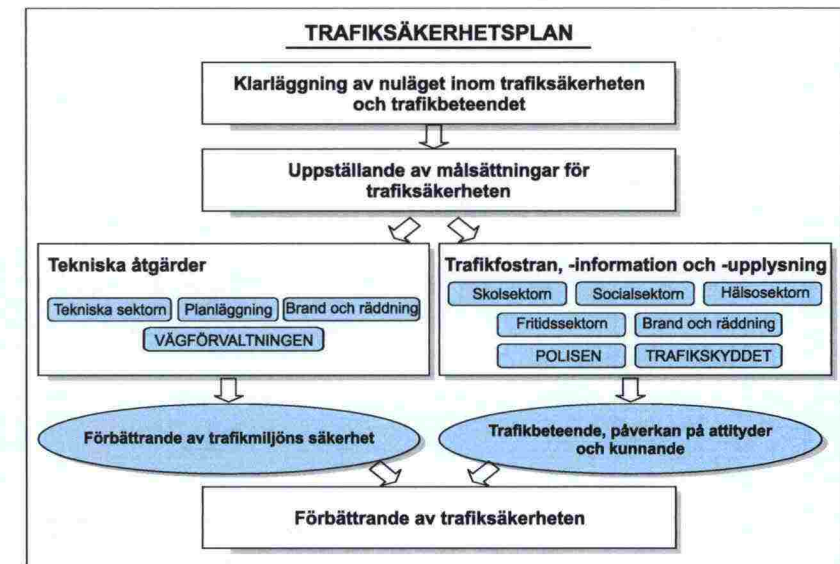 TRAFIKSÄKERHETSPLAN
Klarläggning av nuläget inom trafiksäkerheten
och trafikbeteendet
Uppställande av målsättningar för
trafiksäkerheten
Tekniska åtgärder
Tekniska sektorn
Planläggning
Brand och räddning
VÄGFÖRVALTNINGEN
Trafikfostran, -information och -upplysning
Skolsektorn
Socialsektorn
Hälsosektorn
Fritidssektorn
Brand och räddning
POLISEN
TRAFIKSKYDDET
Förbättrande av trafikmiljöns säkerhet
Trafikbeteende, påverkan på attityder
och kunnande
Förbättrande av trafiksäkerheten